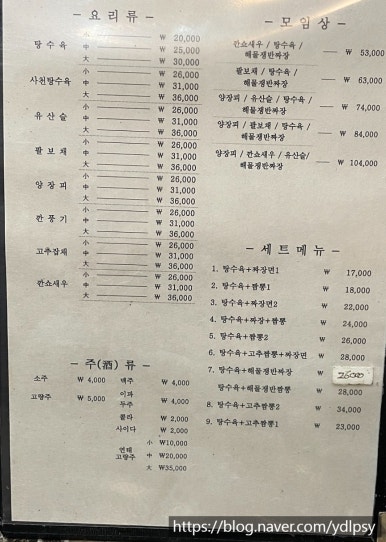 - 요 리 류 -
탕 수 육 小 ₩ 20,000
中 ₩ 25,000
大 ₩ 30,000
사천탕수육 小 ₩ 26,000
中 ₩ 31,000
大 ₩ 36,000
유 산 슬 小 ₩ 26,000
中 ₩ 31,000
大 ₩ 36,000
팔 보 채 小 ₩ 26,000
中 ₩ 31,000
大 ₩ 36,000
양 장 피 小 ₩ 26,000
中 ₩ 31,000
大 ₩ 36,000
깐 풍 기 小 ₩ 26,000
中 ₩ 31,000
大 ₩ 36,000
고추잡채 小 ₩ 26,000
中 ₩ 31,000
大 ₩ 36,000
깐쇼새우 小 ₩ 26,000
中 ₩ 31,000
大 ₩ 36,000
- 주(酒) 류 -
소주 ₩ 4,000 맥주 ₩ 4,000
고량주 ₩ 5,000 이과
두주 ₩ 4,000
콜라 ₩ 2,000
사이다 ₩ 2,000
小 ₩10,000
연태
고량주 中 ₩20,000
大 ₩35,000
- 모 임 상 -
깐쇼새우 / 탕수육 /
해물쟁반짜장 ₩ 53,000
팔보채 / 탕수육 /
해물쟁반짜장 ₩ 63,000
양장피 / 유산슬 / 탕수육 /
해물쟁반짜장 ₩ 74,000
양장피 / 팔보채 / 탕수육 /
해물쟁반짜장 ₩ 84,000
양장피 / 깐쇼새우 / 유산슬/
해물쟁반짜장 ₩ 104,000
- 세 트 메 뉴 -
1. 탕수육+짜장면1 ₩ 17,000
2. 탕수육+짬뽕1 ₩ 18,000
3. 탕수육+짜장면2 ₩ 22,000
4. 탕수육+짜장+짬뽕 ₩ 24,000
5. 탕수육+짬뽕2 ₩ 26,000
6. 탕수육+고추짬뽕+짜장면 ₩ 28,000
7. 탕수육+해물쟁반짜장 ₩ 26000
탕수육+해물쟁반짬뽕 ₩ 28,000
8. 탕수육+고추짬뽕2 ₩ 34,000
9. 탕수육+고추짬뽕1 ₩ 23,000
https://blog.naver.com/ydlpsy